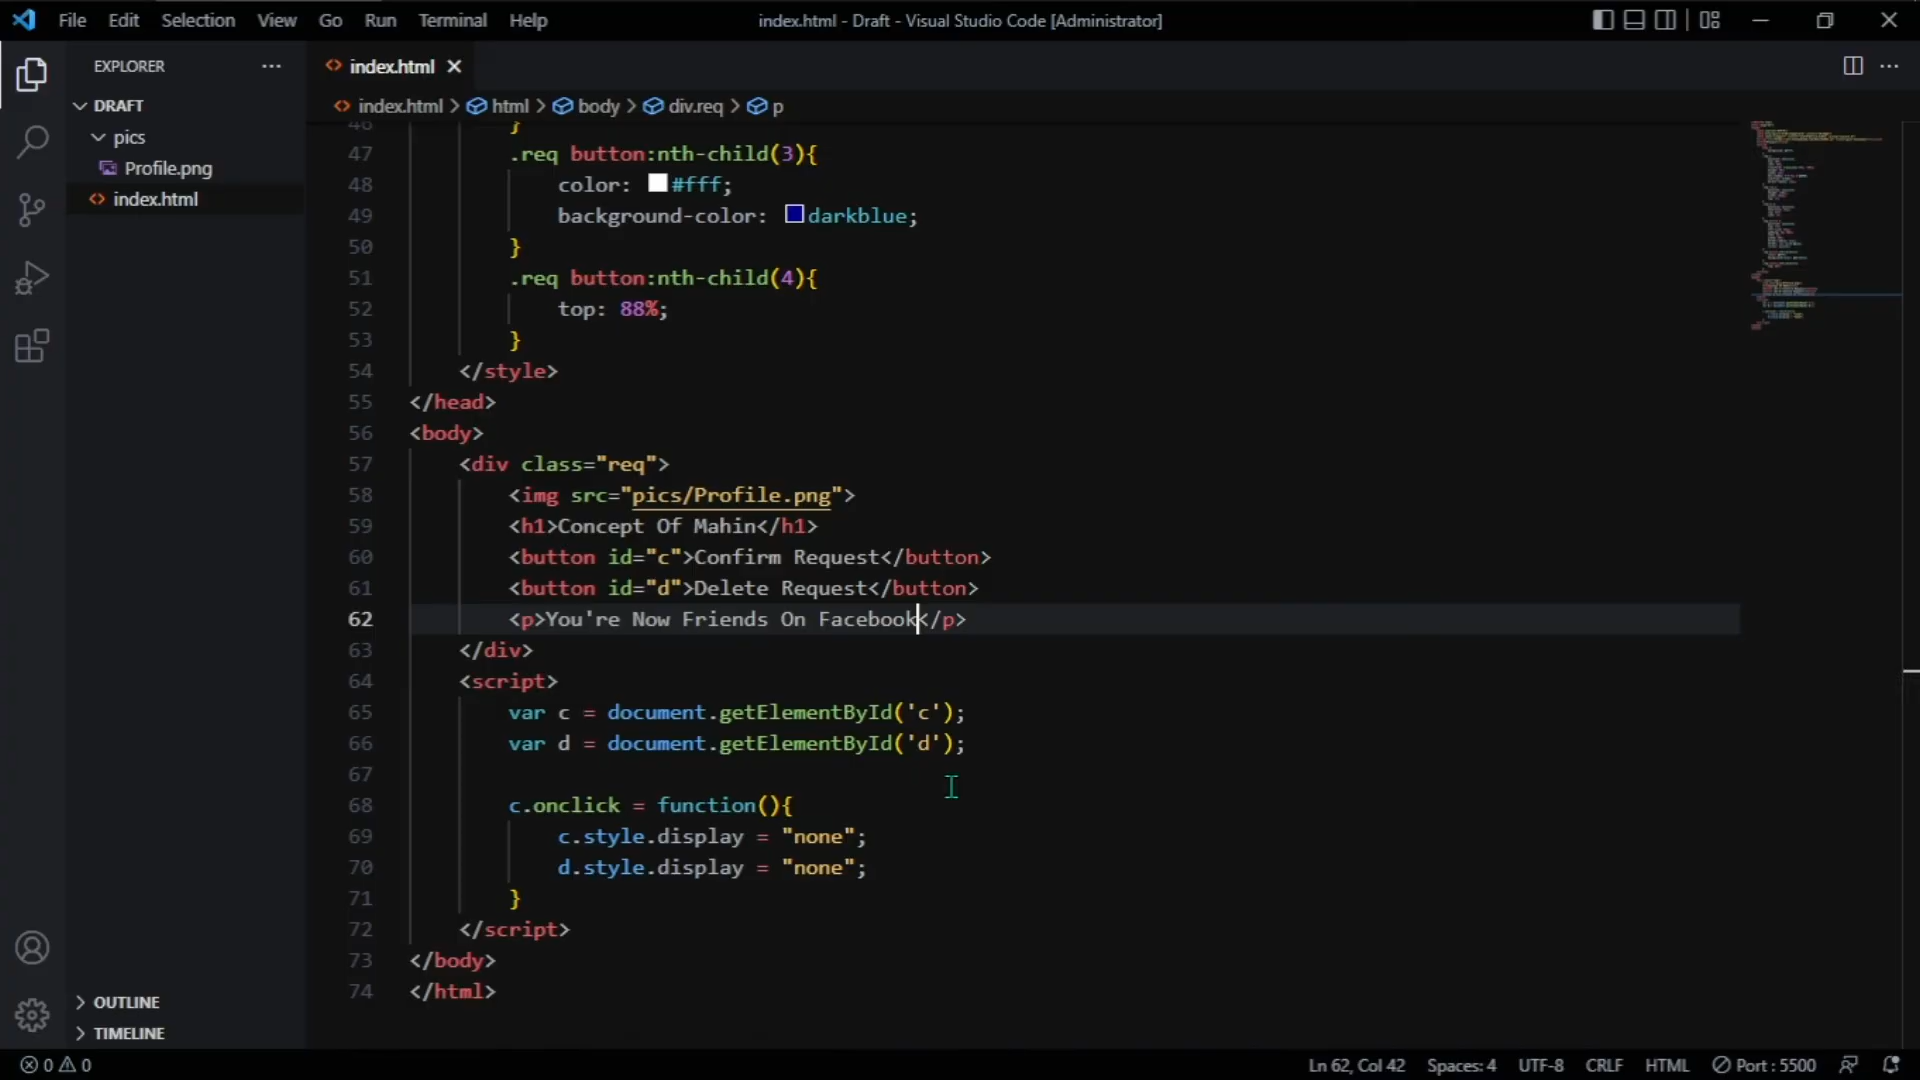 File Edit Selection View Go Run Terminal Help
index.html - Draft - Visual Studio Code [Administrator]
EXPLORER
DRAFT
pics
Profile.png
index.html
OUTLINE
TIMELINE
index.html
index.html > html > body > div.req > p
46 }
47 .req button:nth-child(3){
48 color: #fff;
49 background-color: darkblue;
50 }
51 .req button:nth-child(4){
52 top: 88%;
53 }
54 </style>
55 </head>
56 <body>
57 <div class="req">
58 <img src="pics/Profile.png">
59 <h1>Concept Of Mahin</h1>
60 <button id="c">Confirm Request</button>
61 <button id="d">Delete Request</button>
62 <p>You're Now Friends On Facebook</p>
63 </div>
64 <script>
65 var c = document.getElementById('c');
66 var d = document.getElementById('d');
67
68 c.onclick = function(){
69 c.style.display = "none";
70 d.style.display = "none";
71 }
72 </script>
73 </body>
74 </html>
0 0
Ln 62, Col 42 Spaces: 4 UTF-8 CRLF HTML Port : 5500